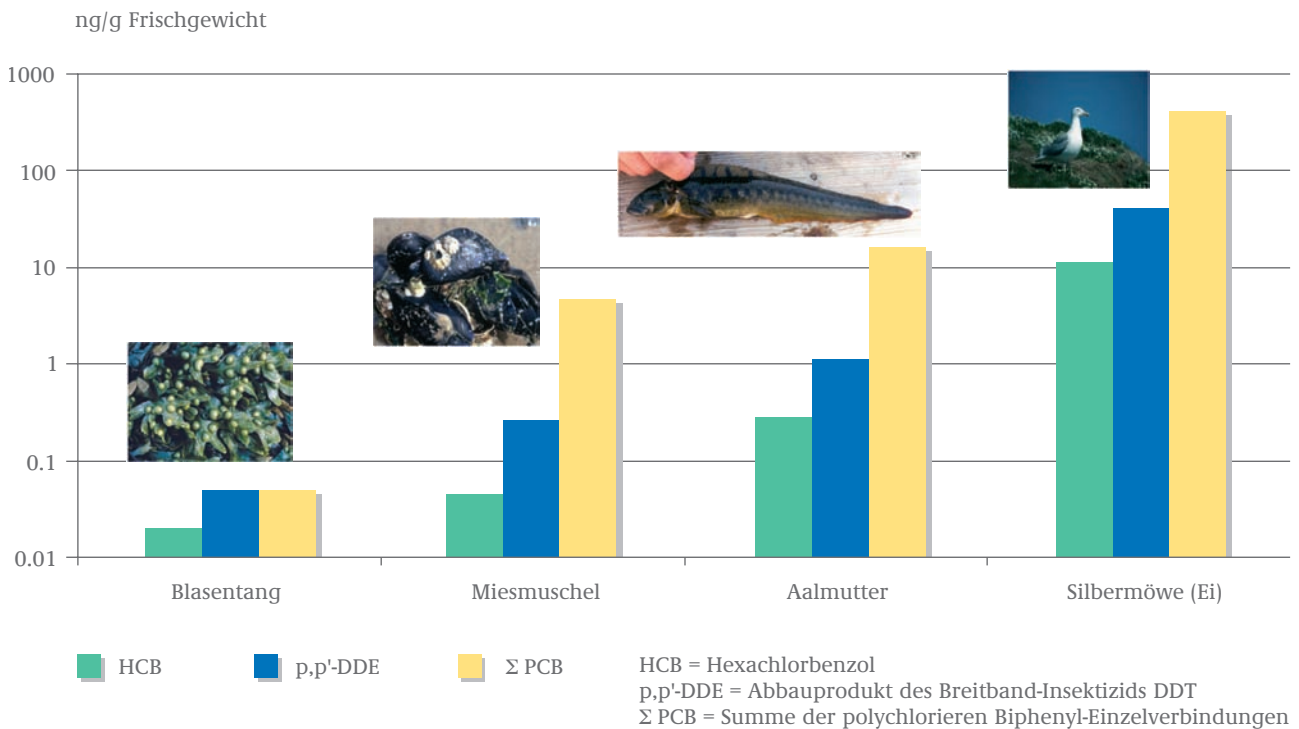 ng/g Frischgewicht
1000
100
10
1
0.1
0.01
Blasentang Miesmuschel Aalmutter Silbermöwe (Ei)
HCB p,p'-DDE Σ PCB
HCB = Hexachlorbenzol
p,p'-DDE = Abbauprodukt des Breitband-Insektizids DDT
Σ PCB = Summe der polychlorieren Biphenyl-Einzelverbindungen